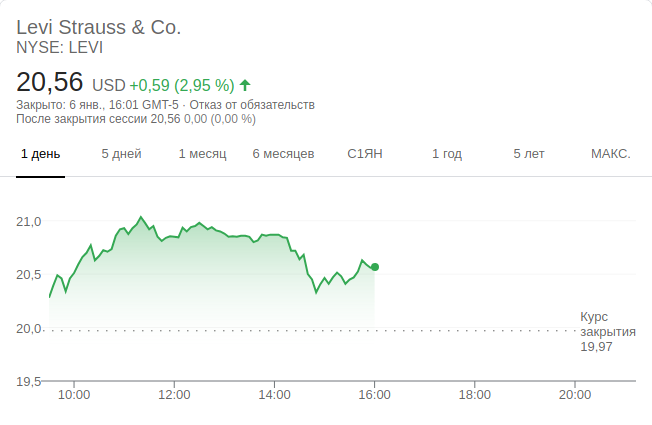 Levi Strauss & Co.
NYSE: LEVI
20,56 USD +0,59 (2,95 %)
Закрыто: 6 янв., 16:01 GMT-5 · Отказ от обязательств
После закрытия сессии 20,56 0,00 (0,00 %)
1 день 5 дней 1 месяц 6 месяцев С1ЯН 1 год 5 лет МАКС.
21,0
20,5
20,0
19,5
Курс
закрытия
19,97
10:00 12:00 14:00 16:00 18:00 20:00